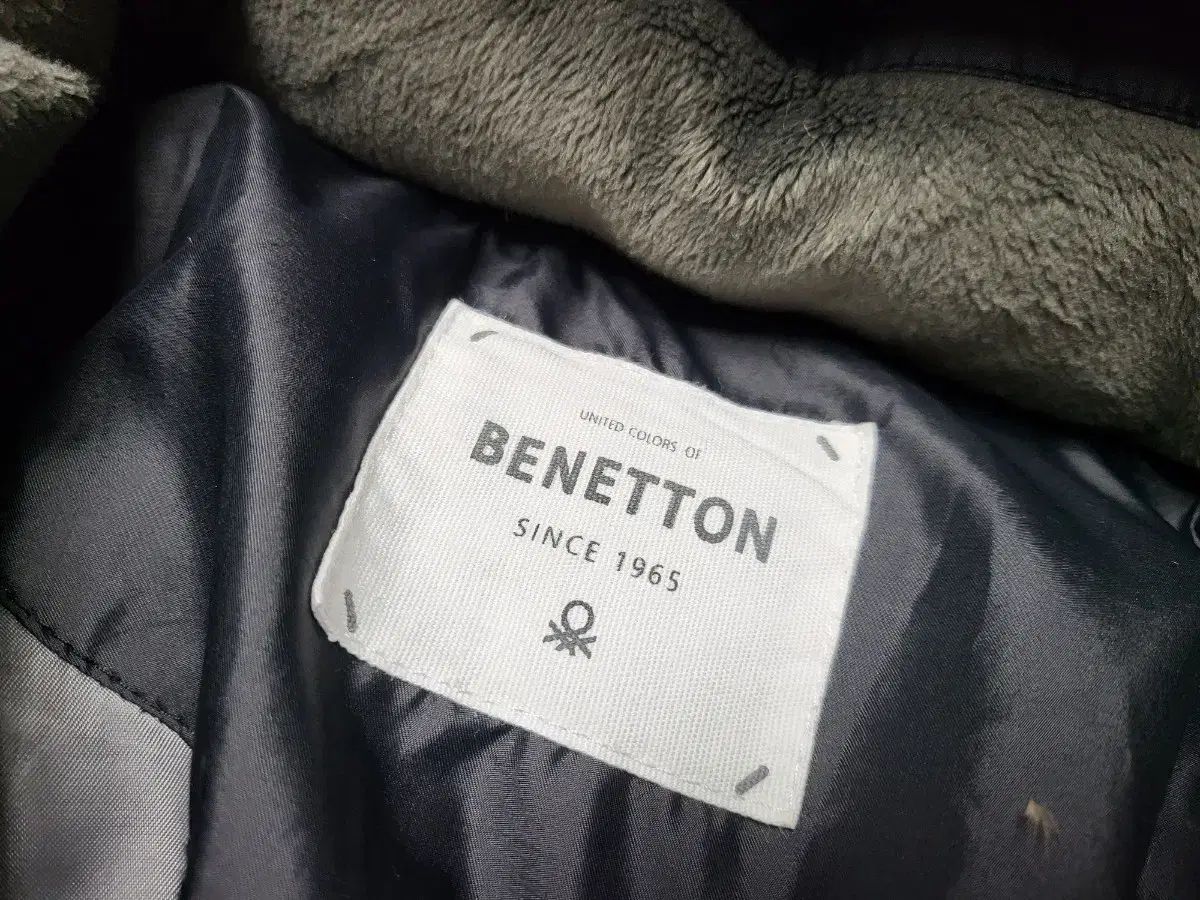 UNITED COLORS OF
BENETTON
SINCE 1965